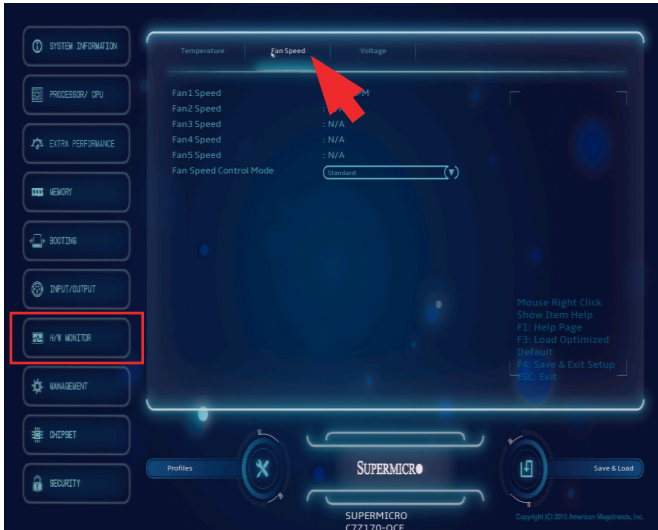 SYSTEM INFORMATION
PROCESSOR/ CPU
EXTRA PERFORMANCE
MEMORY
BOOTING
INPUT/OUTPUT
H/W MONITOR
MANAGEMENT
CHIPSET
SECURITY
Temperature Fan Speed Voltage
Fan1 Speed M
Fan2 Speed :
Fan3 Speed : N/A
Fan4 Speed : N/A
Fan5 Speed : N/A
Fan Speed Control Mode Standard
Mouse Right Click
Show Item Help
F1: Help Page
F3: Load Optimized
Default
F4: Save & Exit Setup
ESC: Exit
Profiles
SUPERMICRO
Save & Load
SUPERMICRO
C7Z170-OCE
Copyright (C) 2015 American Megatrends, Inc.